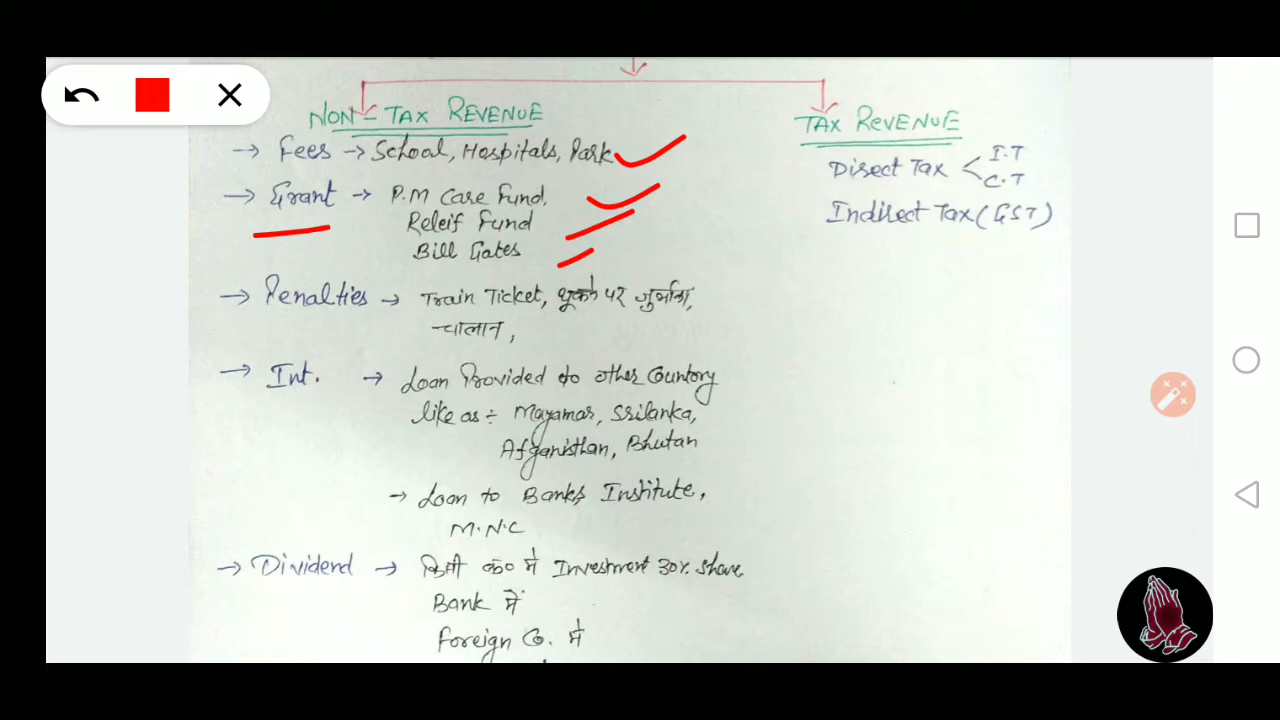 NON - TAX REVENUE
→ Fees → School, Hospitals, Park
→ Grant → P.M Care Fund,
Releif Fund
Bill Gates
→ Penalties → Train Ticket, थूकने पर जुर्माना,
चालान,
→ Int. → Loan Provided to other Countory
like as ÷ Mayamar, Srilanka,
Afganisthan, Bhutan
→ Loan to Banks, Institute,
M.N.C
→ Dividend → किसी कo में Investment 30% share
Bank में
Foreign Co. में
TAX REVENUE
Direct Tax < I.T
C.T
Indirect Tax (GST)